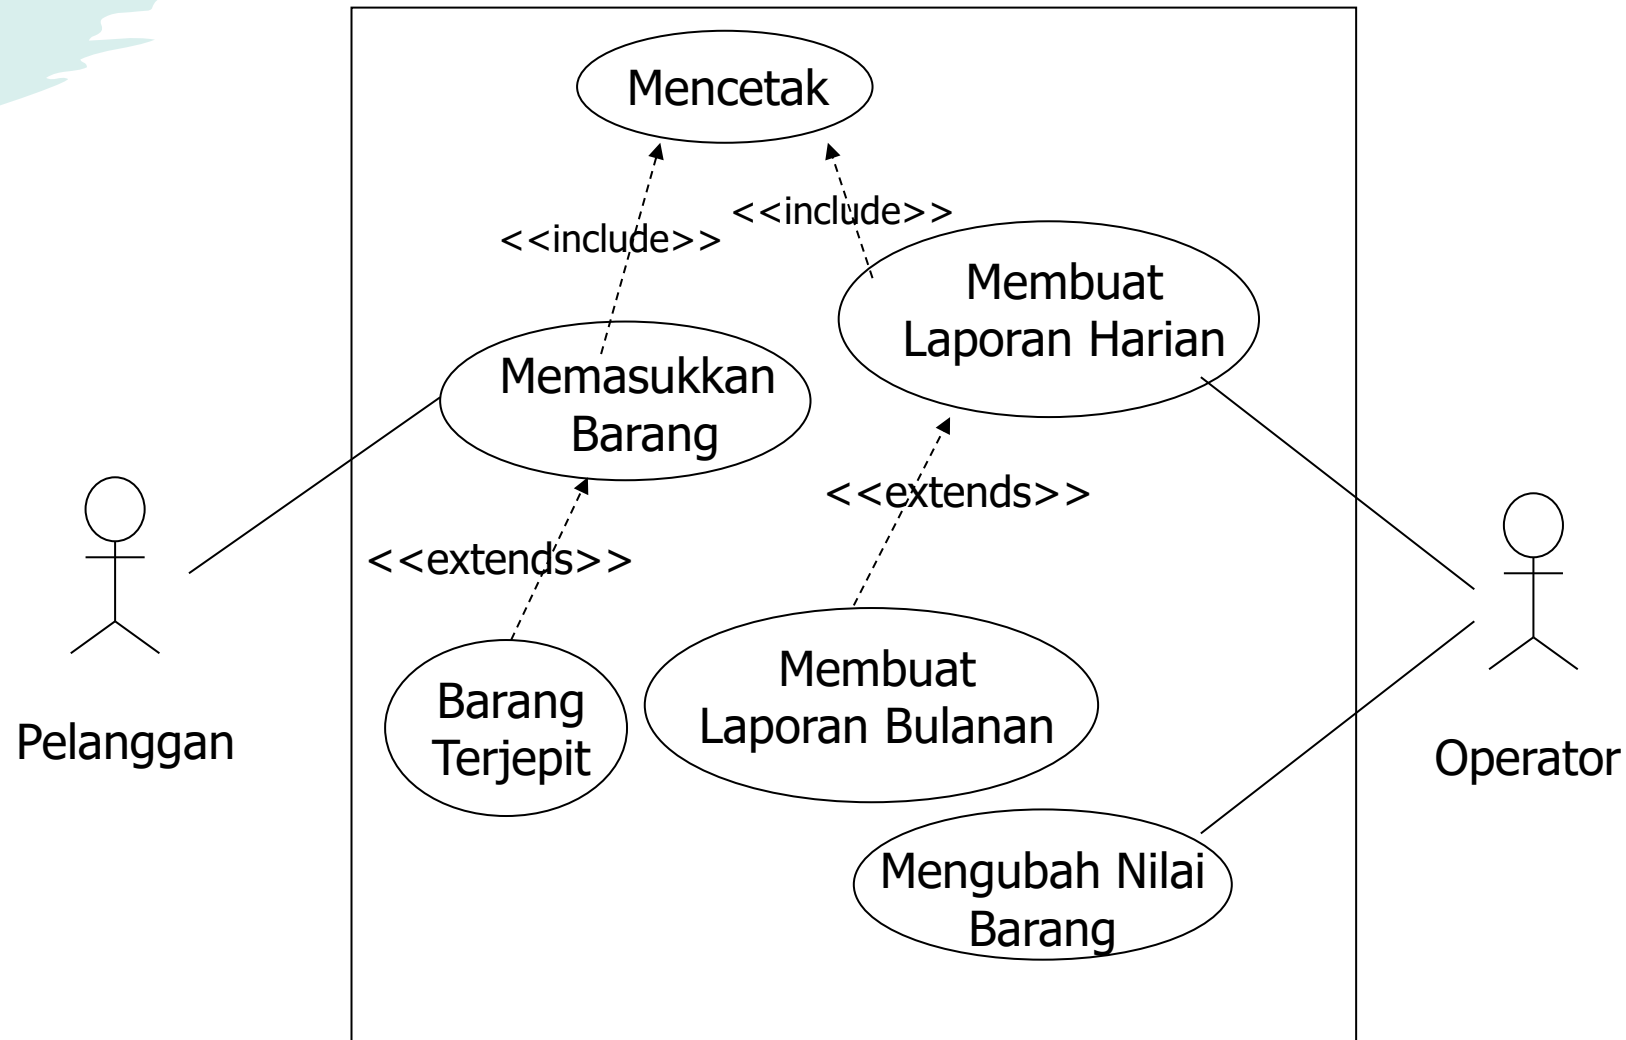 Mencetak
<<include>>
<<include>>
Membuat
Laporan Harian
Memasukkan
Barang
<<extends>>
<<extends>>
Membuat
Laporan Bulanan
Barang
Terjepit
Pelanggan
Operator
Mengubah Nilai
Barang